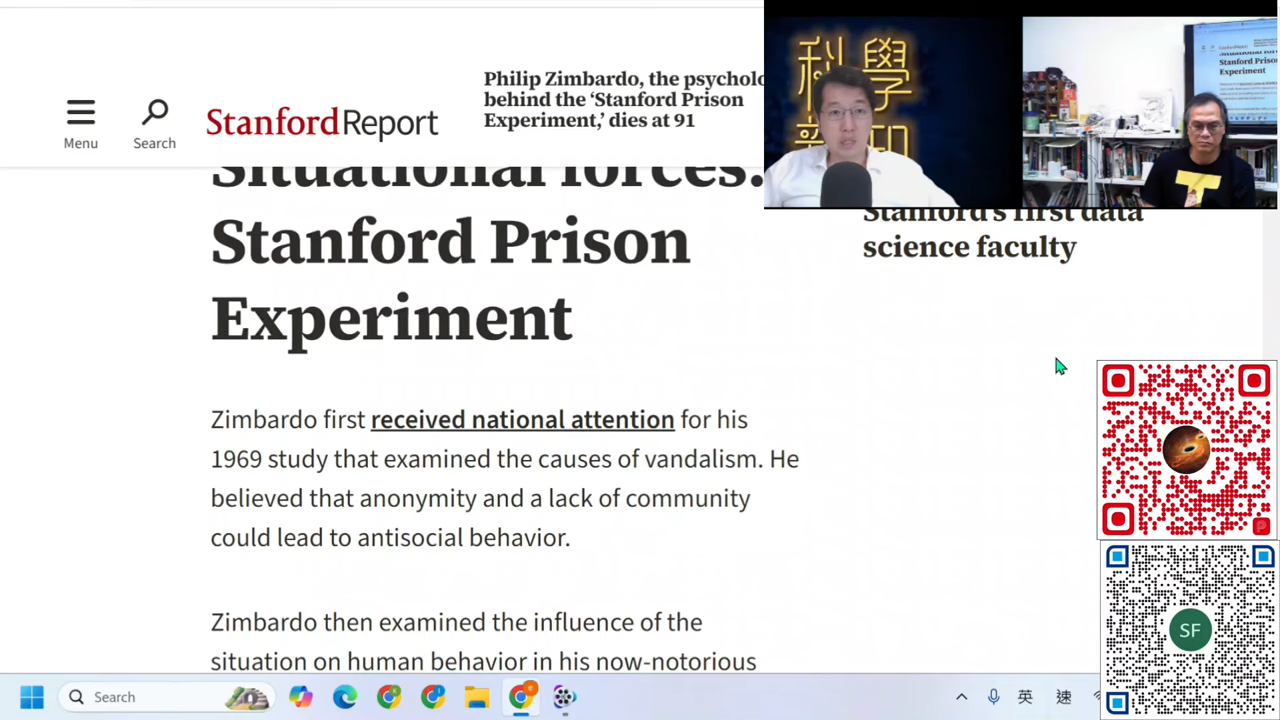 Philip Zimbardo, the psycholo
behind the ‘Stanford Prison
Experiment,’ dies at 91
Menu
Search
StanfordReport
科學
Situational forces:
Stanford Prison
Experiment
Stanford's first data
science faculty
Zimbardo first received national attention for his
1969 study that examined the causes of vandalism. He
believed that anonymity and a lack of community
could lead to antisocial behavior.
Zimbardo then examined the influence of the
situation on human behavior in his now-notorious
Stanford Prison
Experiment
T
P
SF
Search
英
速